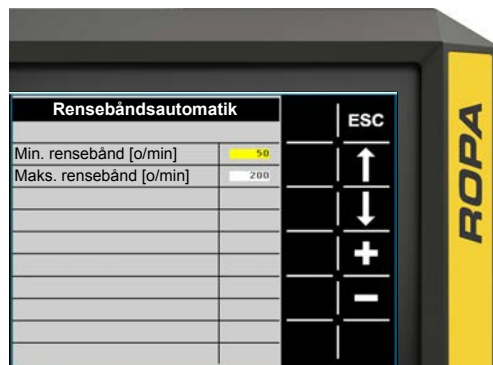 Rensebåndsautomatik
ESC
Min. rensebånd [o/min] 50
Maks. rensebånd [o/min] 200
ROPA